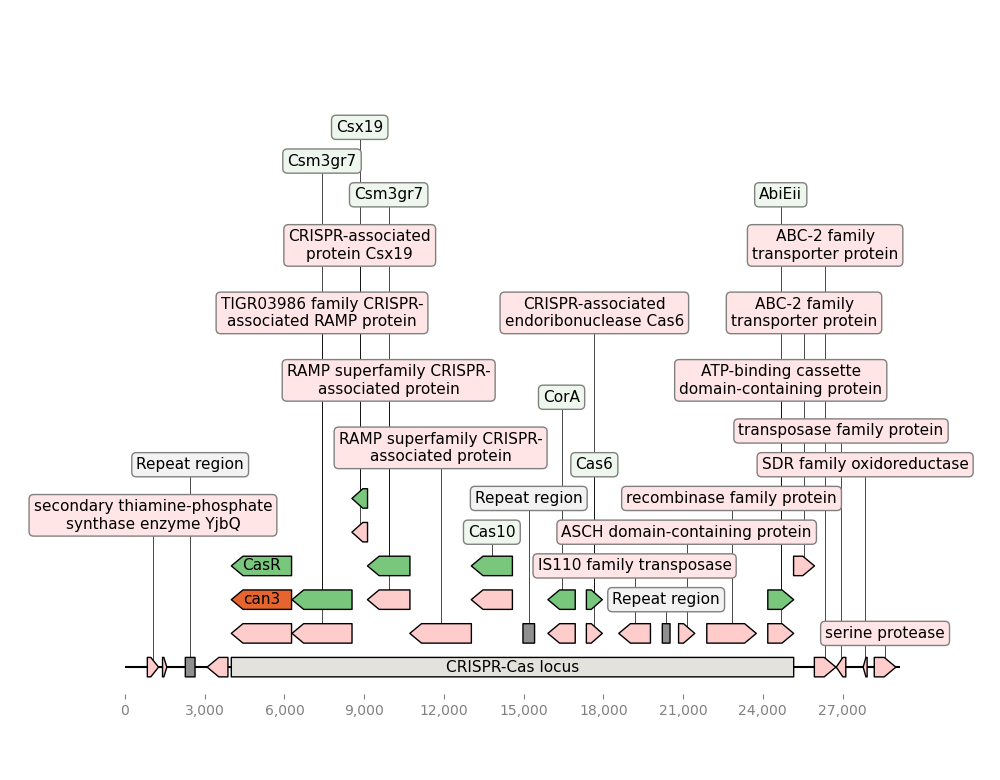 Csx19
Csm3gr7
Csm3gr7
AbiEii
CRISPR-associated
protein Csx19
ABC-2 family
transporter protein
TIGR03986 family CRISPR-
associated RAMP protein
CRISPR-associated
endoribonuclease Cas6
ABC-2 family
transporter protein
RAMP superfamily CRISPR-
associated protein
ATP-binding cassette
domain-containing protein
CorA
RAMP superfamily CRISPR-
associated protein
transposase family protein
Repeat region
Cas6
SDR family oxidoreductase
secondary thiamine-phosphate
synthase enzyme YjbQ
Repeat region
recombinase family protein
Cas10
ASCH domain-containing protein
CasR
IS110 family transposase
can3
Repeat region
serine protease
CRISPR-Cas locus
0
3,000
6,000
9,000
12,000
15,000
18,000
21,000
24,000
27,000